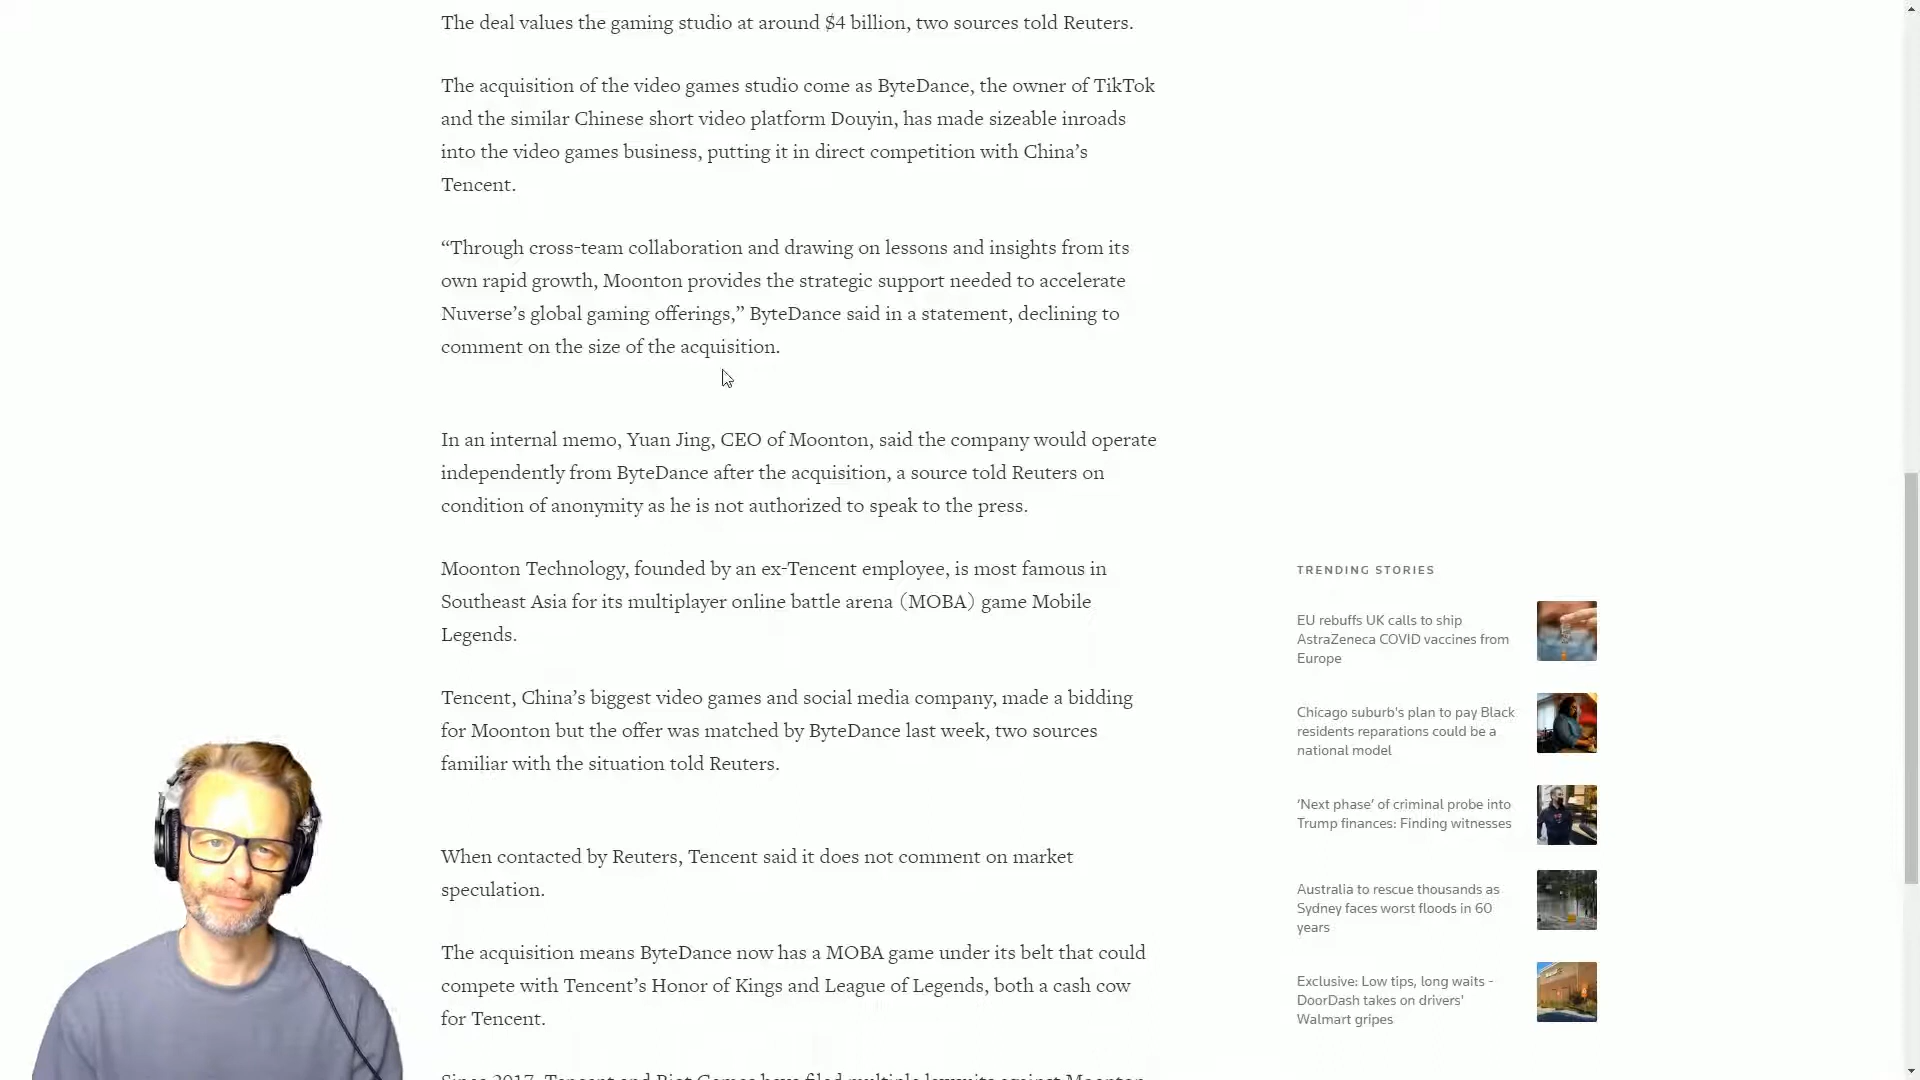 The deal values the gaming studio at around $4 billion, two sources told Reuters.
The acquisition of the video games studio come as ByteDance, the owner of TikTok
and the similar Chinese short video platform Douyin, has made sizeable inroads
into the video games business, putting it in direct competition with China’s
Tencent.
“Through cross-team collaboration and drawing on lessons and insights from its
own rapid growth, Moonton provides the strategic support needed to accelerate
Nuverse’s global gaming offerings,” ByteDance said in a statement, declining to
comment on the size of the acquisition.
In an internal memo, Yuan Jing, CEO of Moonton, said the company would operate
independently from ByteDance after the acquisition, a source told Reuters on
condition of anonymity as he is not authorized to speak to the press.
Moonton Technology, founded by an ex-Tencent employee, is most famous in
Southeast Asia for its multiplayer online battle arena (MOBA) game Mobile
Legends.
Tencent, China’s biggest video games and social media company, made a bidding
for Moonton but the offer was matched by ByteDance last week, two sources
familiar with the situation told Reuters.
When contacted by Reuters, Tencent said it does not comment on market
speculation.
The acquisition means ByteDance now has a MOBA game under its belt that could
compete with Tencent’s Honor of Kings and League of Legends, both a cash cow
for Tencent.
Since 2017, Tencent and Riot Games have filed multiple lawsuits against Moonton
TRENDING STORIES
EU rebuffs UK calls to ship
AstraZeneca COVID vaccines from
Europe
Chicago suburb's plan to pay Black
residents reparations could be a
national model
‘Next phase’ of criminal probe into
Trump finances: Finding witnesses
Australia to rescue thousands as
Sydney faces worst floods in 60
years
Exclusive: Low tips, long waits -
DoorDash takes on drivers'
Walmart gripes